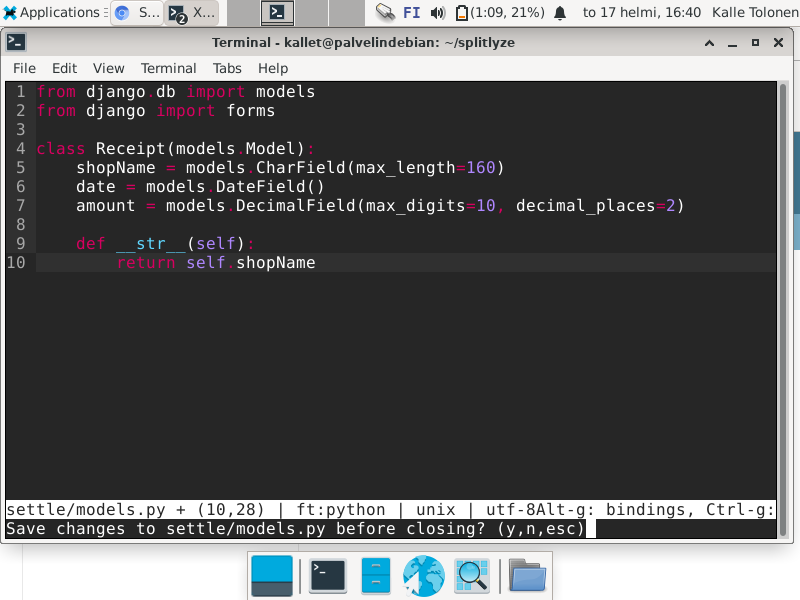 Applications S... 2 X... FI (1:09, 21%) to 17 helmi, 16:40 Kalle Tolonen
Terminal - kallet@palvelindebian: ~/splitlyze
File Edit View Terminal Tabs Help
1 from django.db import models
2 from django import forms
3
4 class Receipt(models.Model):
5     shopName = models.CharField(max_length=160)
6     date = models.DateField()
7     amount = models.DecimalField(max_digits=10, decimal_places=2)
8
9     def __str__(self):
10         return self.shopName
settle/models.py + (10,28) | ft:python | unix | utf-8Alt-g: bindings, Ctrl-g:
Save changes to settle/models.py before closing? (y,n,esc)
>_